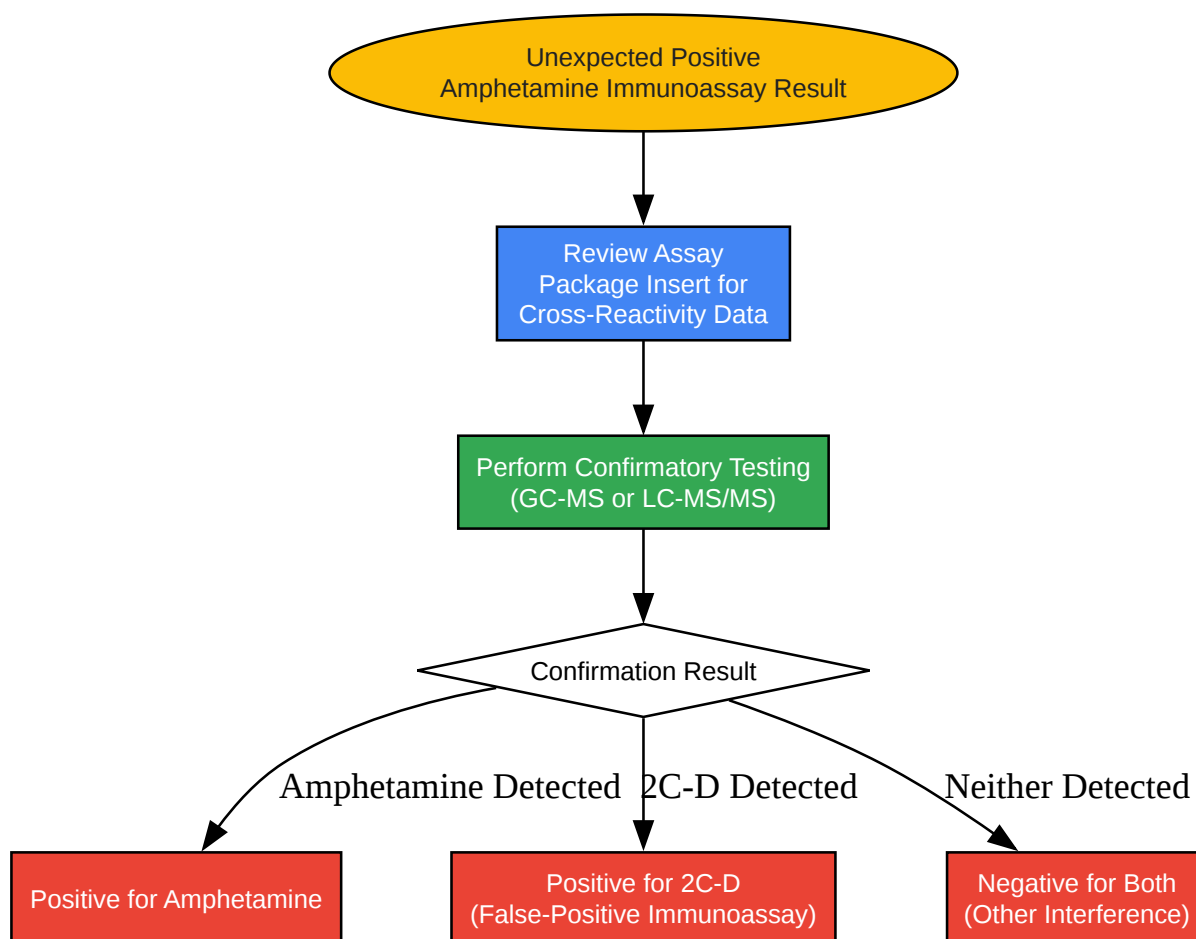 Unexpected Positive
Amphetamine Immunoassay Result
Review Assay
Package Insert for
Cross-Reactivity Data
Perform Confirmatory Testing
(GC-MS or LC-MS/MS)
Confirmation Result
Amphetamine Detected
2C-D Detected
Neither Detected
Positive for Amphetamine
Positive for 2C-D
(False-Positive Immunoassay)
Negative for Both
(Other Interference)